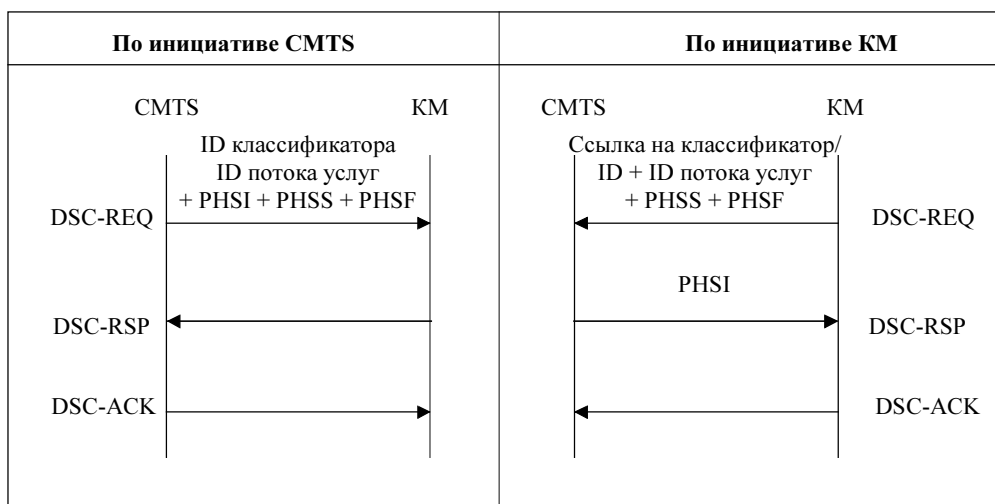 По инициативе CMTS
По инициативе КМ
CMTS
КМ
ID классификатора
ID потока услуг
+ PHSI + PHSS + PHSF
DSC-REQ
DSC-RSP
DSC-ACK
CMTS
КМ
Ссылка на классификатор/
ID + ID потока услуг
+ PHSS + PHSF
DSC-REQ
PHSI
DSC-RSP
DSC-ACK